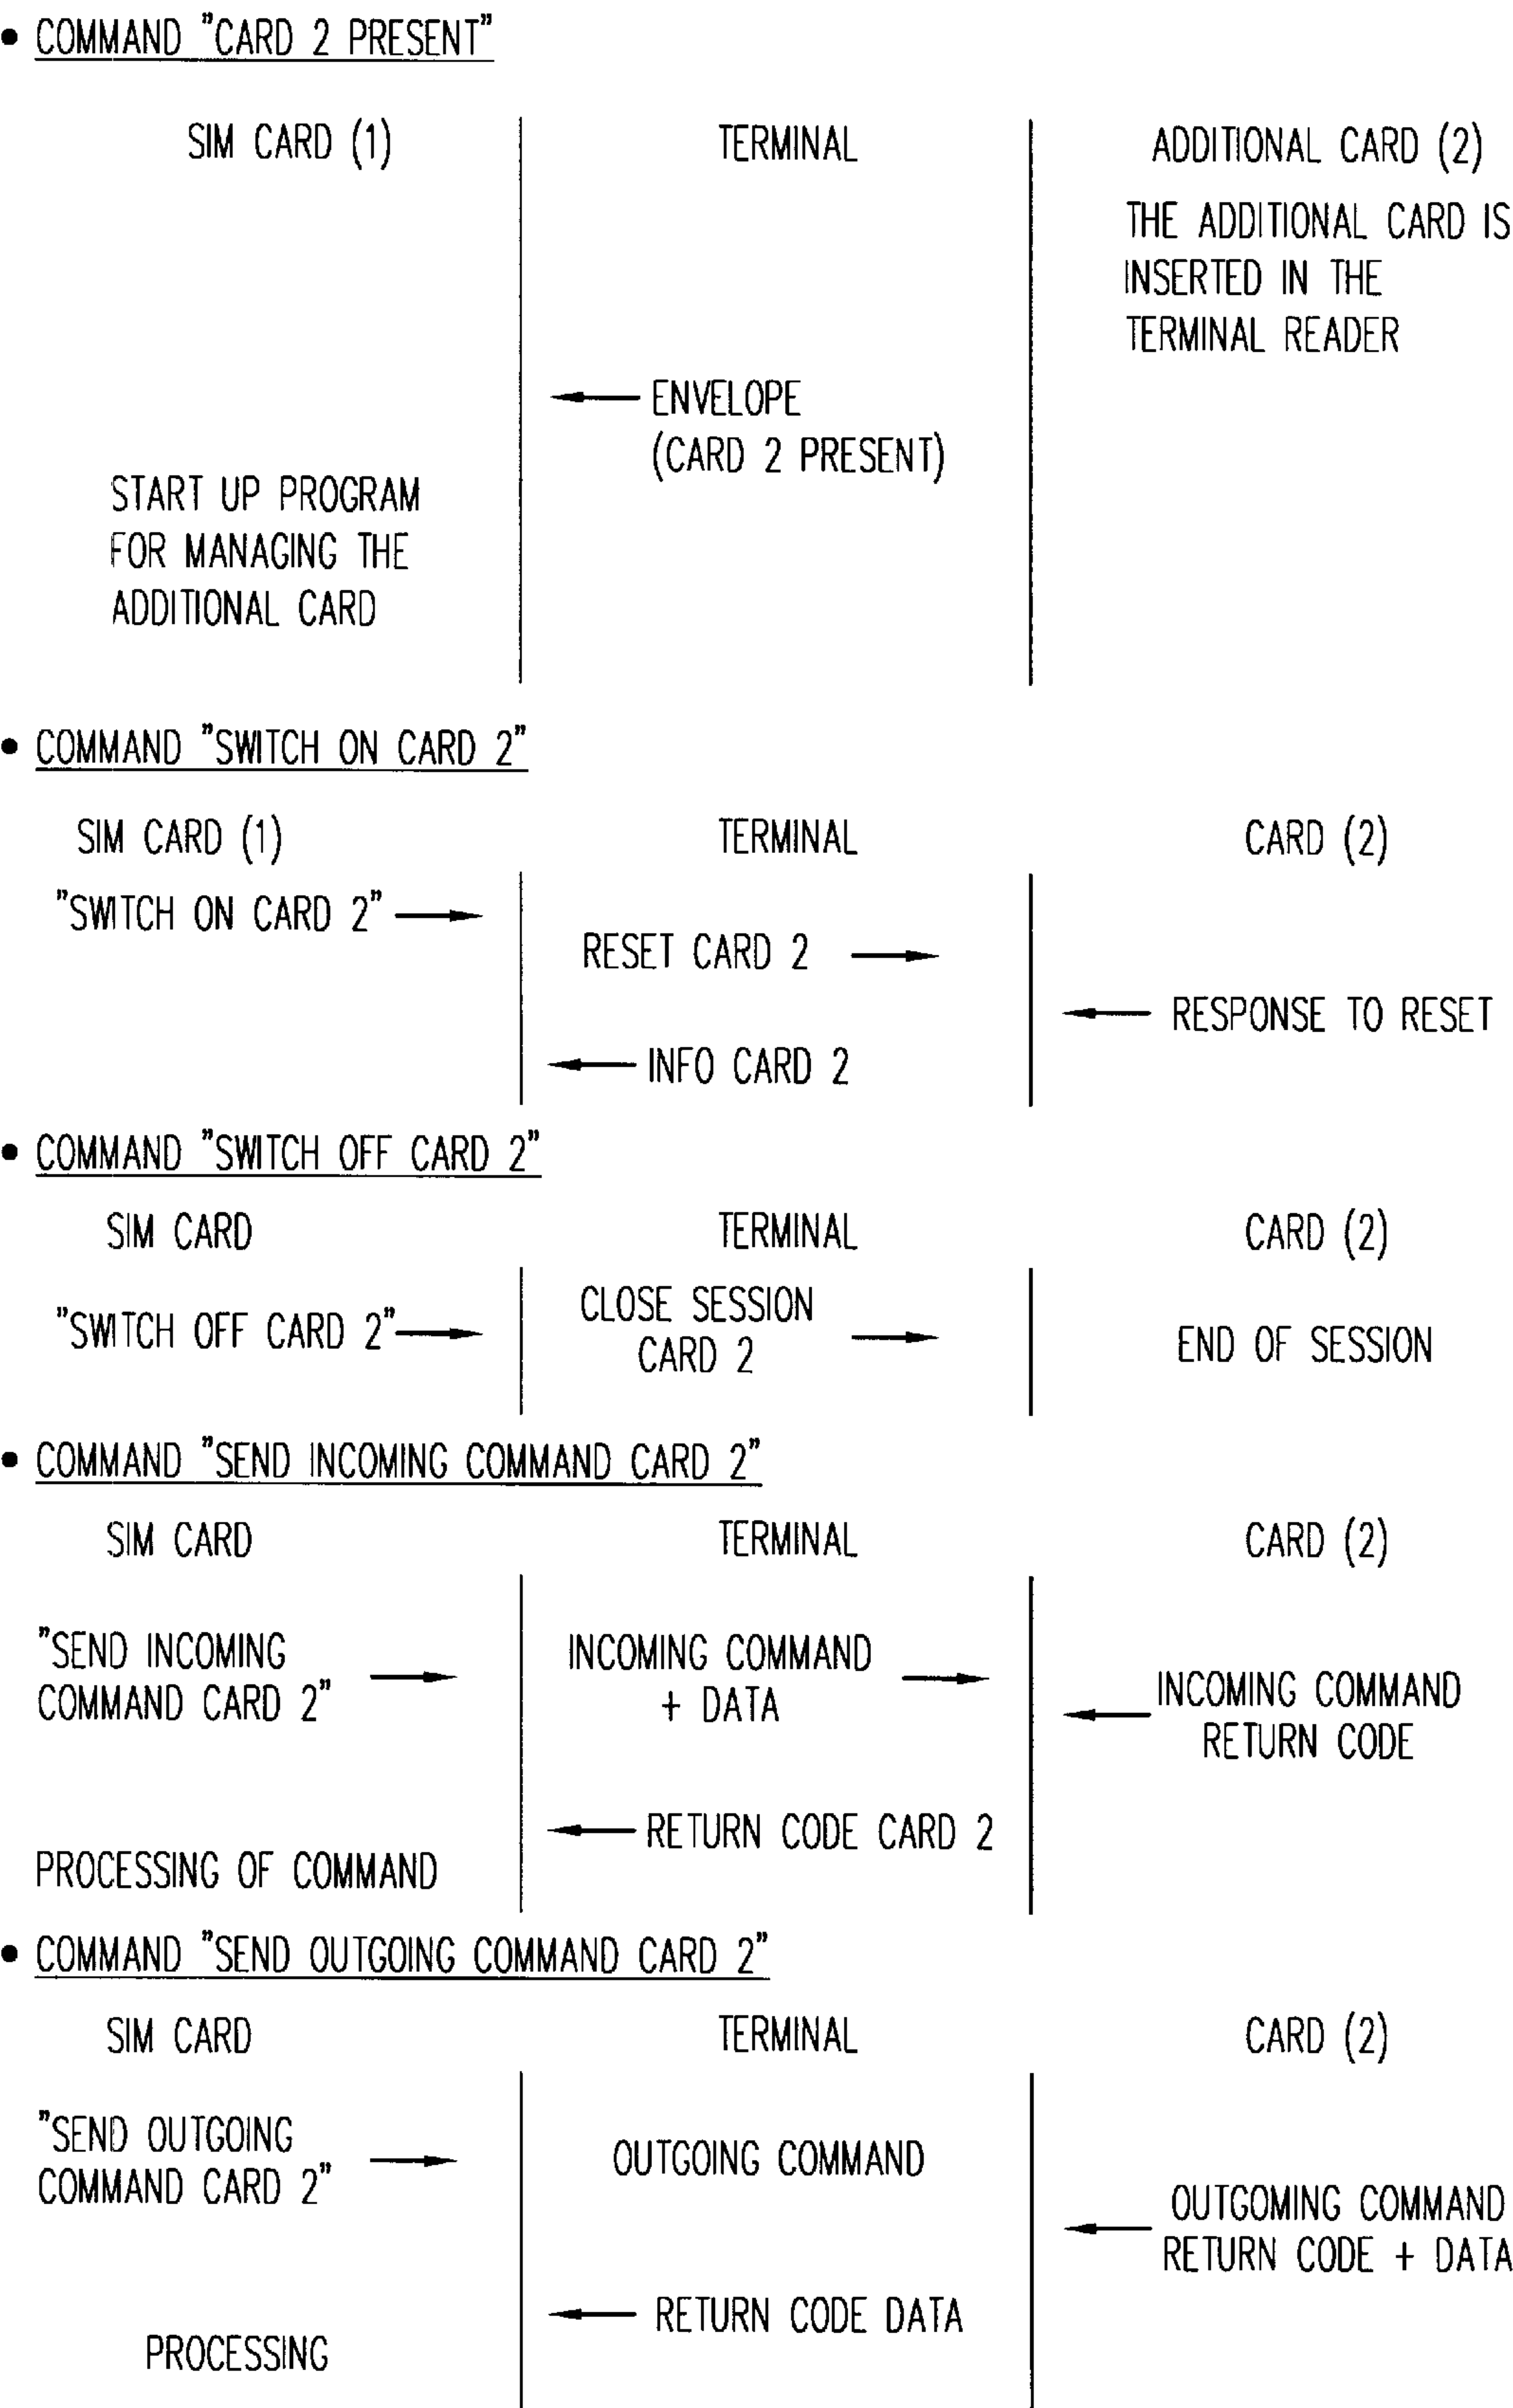 • COMMAND "CARD 2 PRESENT"
SIM CARD (1)
TERMINAL
ADDITIONAL CARD (2)
THE ADDITIONAL CARD IS
INSERTED IN THE
TERMINAL READER
ENVELOPE
(CARD 2 PRESENT)
START UP PROGRAM
FOR MANAGING THE
ADDITIONAL CARD
• COMMAND "SWITCH ON CARD 2"
SIM CARD (1)
TERMINAL
CARD (2)
"SWITCH ON CARD 2"
RESET CARD 2
RESPONSE TO RESET
INFO CARD 2
• COMMAND "SWITCH OFF CARD 2"
SIM CARD
TERMINAL
CARD (2)
"SWITCH OFF CARD 2"
CLOSE SESSION
CARD 2
END OF SESSION
• COMMAND "SEND INCOMING COMMAND CARD 2"
SIM CARD
TERMINAL
CARD (2)
"SEND INCOMING
COMMAND CARD 2"
INCOMING COMMAND
+ DATA
INCOMING COMMAND
RETURN CODE
RETURN CODE CARD 2
PROCESSING OF COMMAND
• COMMAND "SEND OUTGOING COMMAND CARD 2"
SIM CARD
TERMINAL
CARD (2)
"SEND OUTGOING
COMMAND CARD 2"
OUTGOING COMMAND
OUTGOMING COMMAND
RETURN CODE + DATA
RETURN CODE DATA
PROCESSING